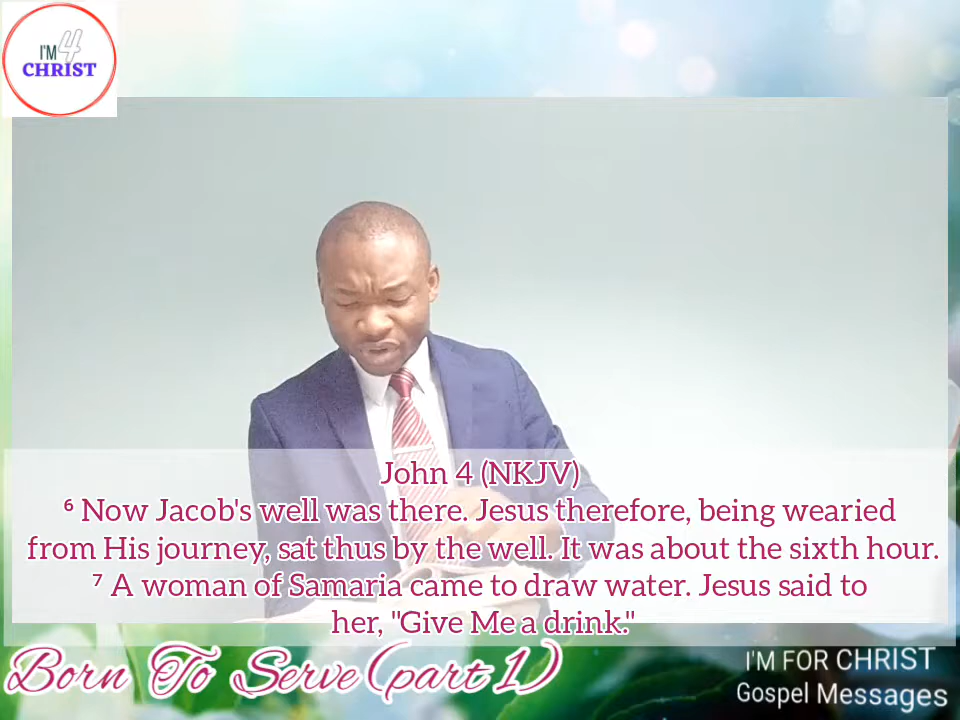 I'M 4
CHRIST
John 4 (NKJV)
⁶ Now Jacob's well was there. Jesus therefore, being wearied
from His journey, sat thus by the well. It was about the sixth hour.
⁷ A woman of Samaria came to draw water. Jesus said to
her, "Give Me a drink."
Born To Serve (part 1)
I'M FOR CHRIST
Gospel Messages